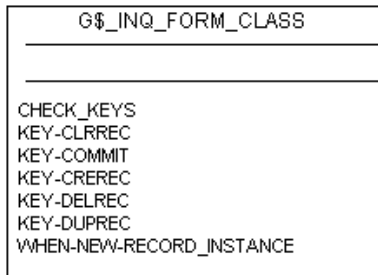 G$_INQ_FORM_CLASS
CHECK_KEYS
KEY-CLRREC
KEY-COMMIT
KEY-CREREC
KEY-DELREC
KEY-DUPREC
WHEN-NEW-RECORD_INSTANCE